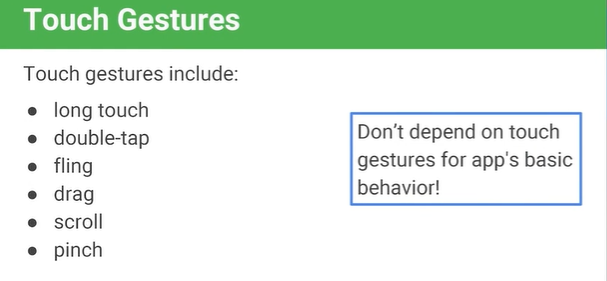 Touch Gestures
Touch gestures include:
● long touch
● double-tap
● fling
● drag
● scroll
● pinch
Don't depend on touch
gestures for app's basic
behavior!